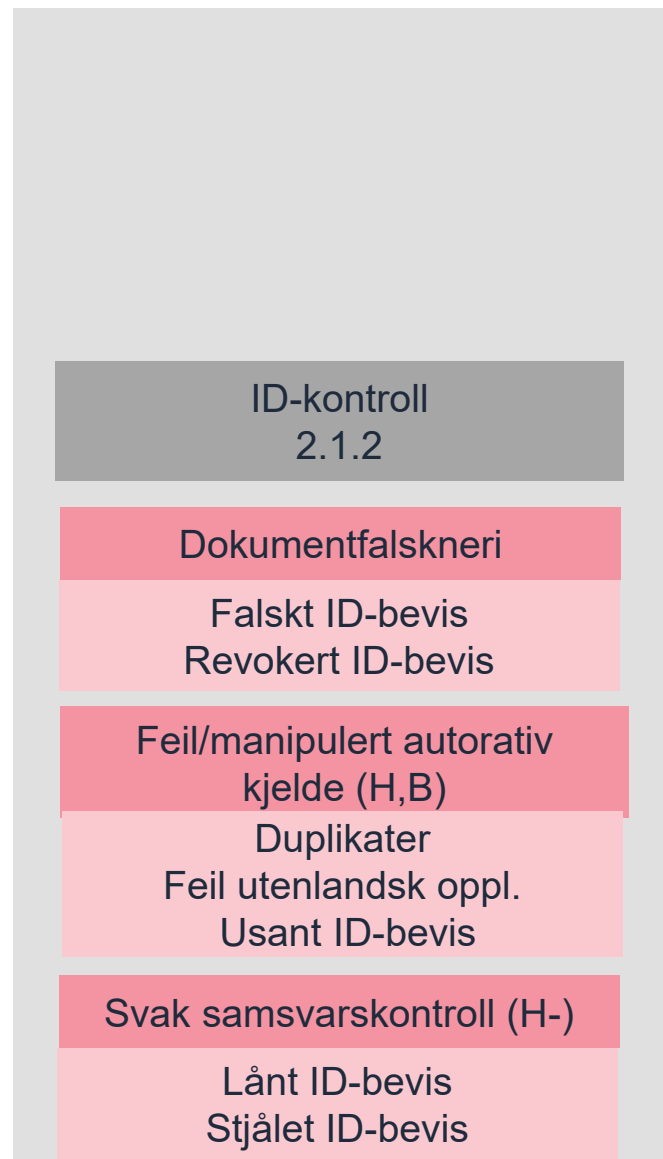 ID-kontroll
2.1.2
Dokumentfalskneri
Falskt ID-bevis
Revokert ID-bevis
Feil/manipulert autorativ
kjelde (H,B)
Duplikater
Feil utenlandsk oppl.
Usant ID-bevis
Svak samsvarskontroll (H-)
Lånt ID-bevis
Stjålet ID-bevis